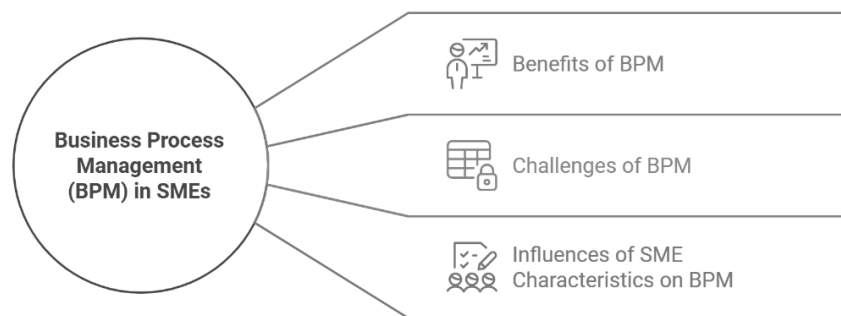 Business Process
Management
(BPM) in SMEs
Benefits of BPM
Challenges of BPM
Influences of SME
Characteristics on BPM